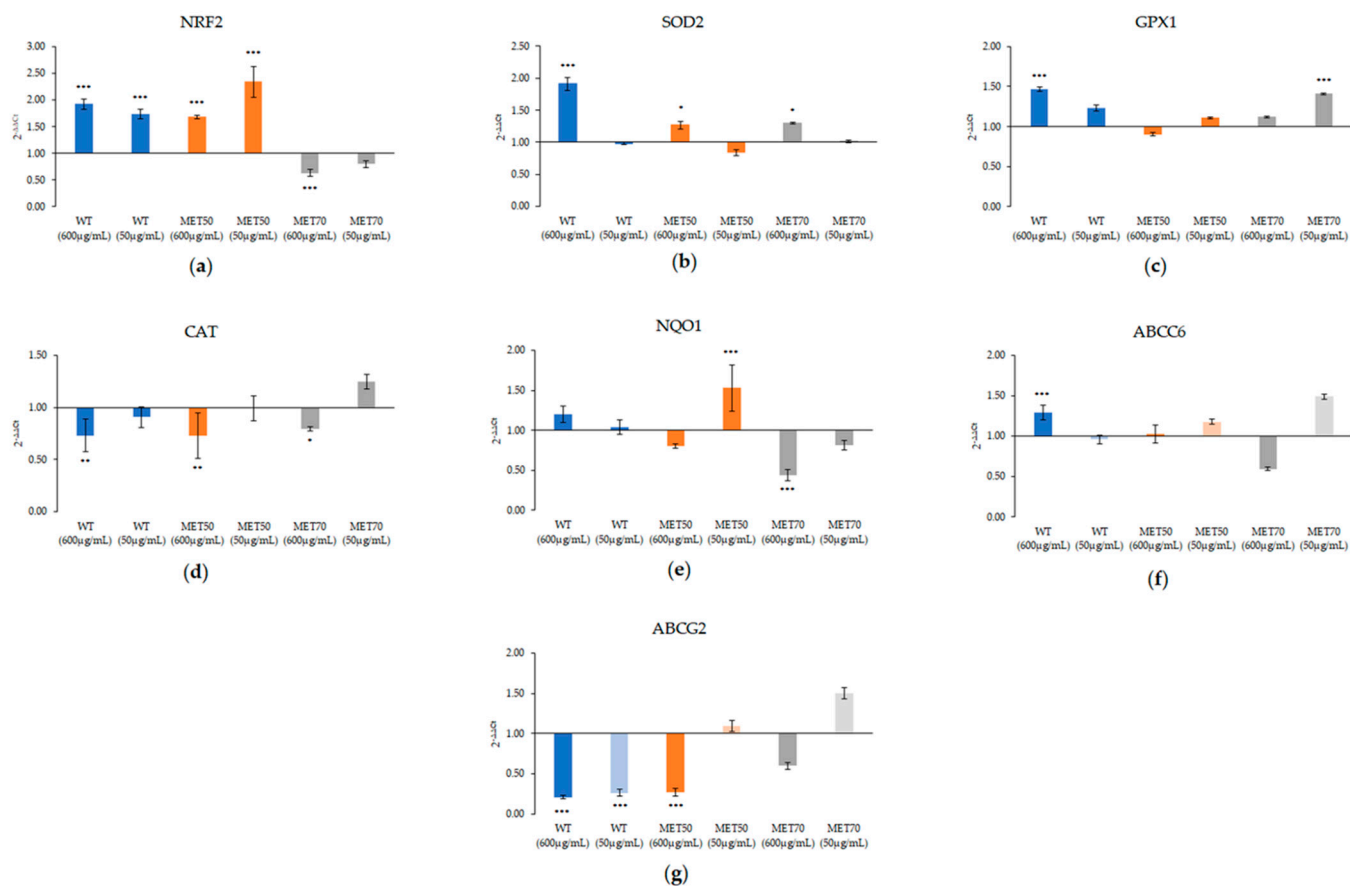 NRF2
3.00
***
2.50
***
***
***
2.00
1.50
2^-ΔΔCt
1.00
0.50
***
0.00
WT WT MET50 MET50 MET70 MET70
(600µg/mL) (50µg/mL) (600µg/mL) (50µg/mL) (600µg/mL) (50µg/mL)
(a)
SOD2
2.50
***
2.00
* *
1.50
2^-ΔΔCt
1.00
0.50
0.00
WT WT MET50 MET50 MET70 MET70
(600µg/mL) (50µg/mL) (600µg/mL) (50µg/mL) (600µg/mL) (50µg/mL)
(b)
GPX1
2.00
*** ***
1.50
2^-ΔΔCt
1.00
0.50
0.00
WT WT MET50 MET50 MET70 MET70
(600µg/mL) (50µg/mL) (600µg/mL) (50µg/mL) (600µg/mL) (50µg/mL)
(c)
CAT
1.50
2^-ΔΔCt
1.00
0.50
** ** *
0.00
WT WT MET50 MET50 MET70 MET70
(600µg/mL) (50µg/mL) (600µg/mL) (50µg/mL) (600µg/mL) (50µg/mL)
(d)
NQO1
2.00
***
1.50
2^-ΔΔCt
1.00
0.50
***
0.00
WT WT MET50 MET50 MET70 MET70
(600µg/mL) (50µg/mL) (600µg/mL) (50µg/mL) (600µg/mL) (50µg/mL)
(e)
ABCC6
2.00
***
1.50
2^-ΔΔCt
1.00
0.50
0.00
WT WT MET50 MET50 MET70 MET70
(600µg/mL) (50µg/mL) (600µg/mL) (50µg/mL) (600µg/mL) (50µg/mL)
(f)
ABCG2
2.00
1.50
2^-ΔΔCt
1.00
0.50
0.00
*** *** ***
WT WT MET50 MET50 MET70 MET70
(600µg/mL) (50µg/mL) (600µg/mL) (50µg/mL) (600µg/mL) (50µg/mL)
(g)